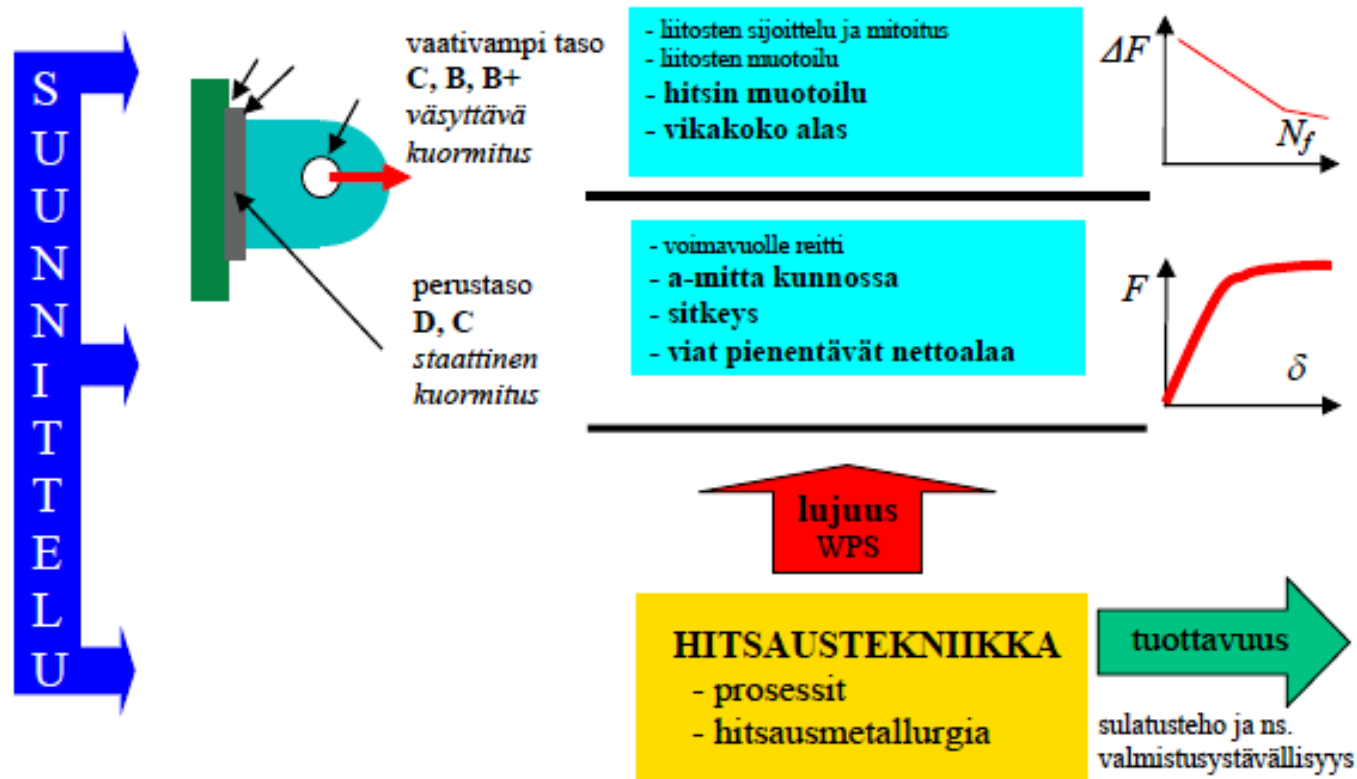 SUUNNITTELU
vaativampi taso
C, B, B+
väsyttävä
kuormitus
- liitosten sijoittelu ja mitoitus
- liitosten muotoilu
- hitsin muotoilu
- vikakoko alas
ΔF
N_f
perustaso
D, C
staattinen
kuormitus
- voimavuolle reitti
- a-mitta kunnossa
- sitkeys
- viat pienentävät nettoalaa
F
δ
lujuus
WPS
HITSAUSTEKNIIKKA
- prosessit
- hitsausmetallurgia
tuottavuus
sulatusteho ja ns.
valmistusystävällisyys